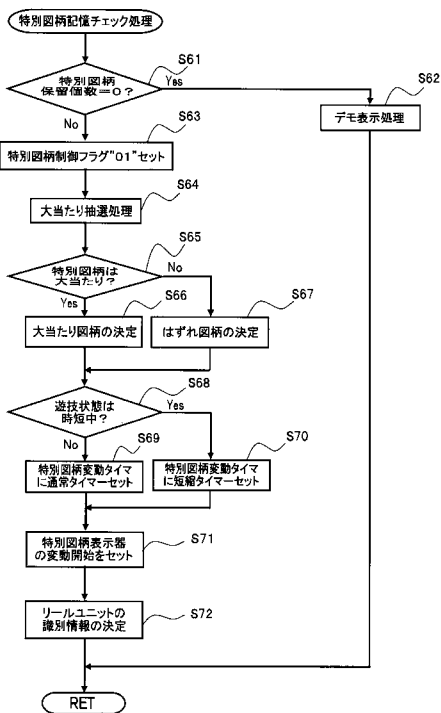 特別図柄記憶チェック処理
S61
特別図柄
保留個数=0?
Yes
S62
デモ表示処理
No
S63
特別図柄制御フラグ"01"セット
S64
大当たり抽選処理
S65
特別図柄は
大当たり?
No
Yes
S66
S67
大当たり図柄の決定
はずれ図柄の決定
S68
遊技状態は
時短中?
Yes
No
S69
S70
特別図柄変動タイマ
に通常タイマーセット
特別図柄変動タイマ
に短縮タイマーセット
S71
特別図柄表示器
の変動開始をセット
S72
リールユニットの
識別情報の決定
RET